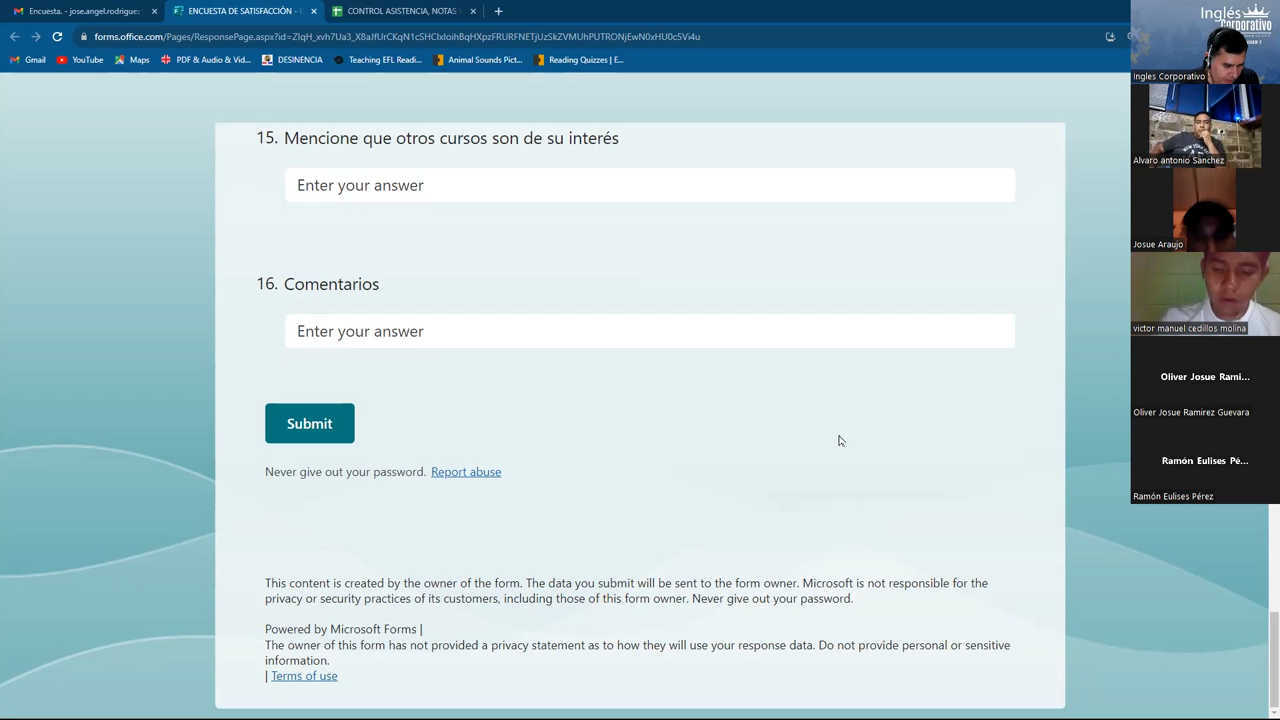 Encuesta. - jose.angel.rodriguez
ENCUESTA DE SATISFACCIÓN -
CONTROL ASISTENCIA, NOTAS
forms.office.com/Pages/ResponsePage.aspx?id=ZIqH_xvh7Ua3_X8aJfUrCKqN1cSHCIxIoihBqHXpzFRURFNETjUzSkZVMUhPUTRONjEwN0xHU0c5Vi4u
Gmail
YouTube
Maps
PDF & Audio & Vid...
DESINENCIA
Teaching EFL Readi...
Animal Sounds Pict...
Reading Quizzes | E...
15. Mencione que otros cursos son de su interés
Enter your answer
16. Comentarios
Enter your answer
Submit
Never give out your password. Report abuse
This content is created by the owner of the form. The data you submit will be sent to the form owner. Microsoft is not responsible for the
privacy or security practices of its customers, including those of this form owner. Never give out your password.
Powered by Microsoft Forms |
The owner of this form has not provided a privacy statement as to how they will use your response data. Do not provide personal or sensitive
information.
| Terms of use
Inglés
Corporativo
Ingles Corporativo
Alvaro antonio Sanchez
Josue Araujo
victor manuel cedillos molina
Oliver Josue Rami...
Oliver Josue Ramirez Guevara
Ramón Eulises Pé...
Ramón Eulises Pérez